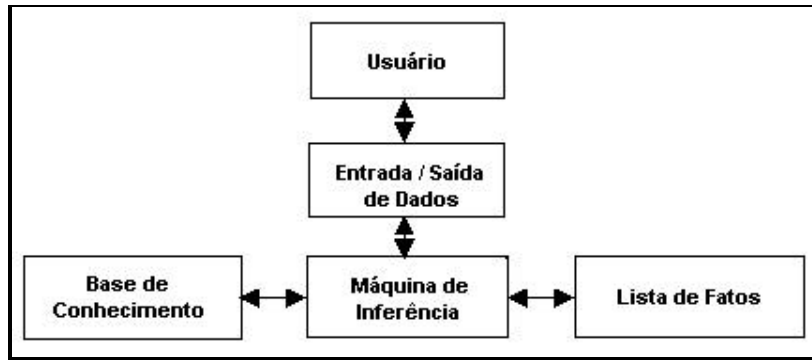 Usuário
Entrada / Saída
de Dados
Base de
Conhecimento
Máquina de
Inferência
Lista de Fatos